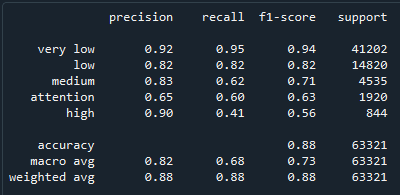 precision recall f1-score support
very low 0.92 0.95 0.94 41202
low 0.82 0.82 0.82 14820
medium 0.83 0.62 0.71 4535
attention 0.65 0.60 0.63 1920
high 0.90 0.41 0.56 844
accuracy 0.88 63321
macro avg 0.82 0.68 0.73 63321
weighted avg 0.88 0.88 0.88 63321